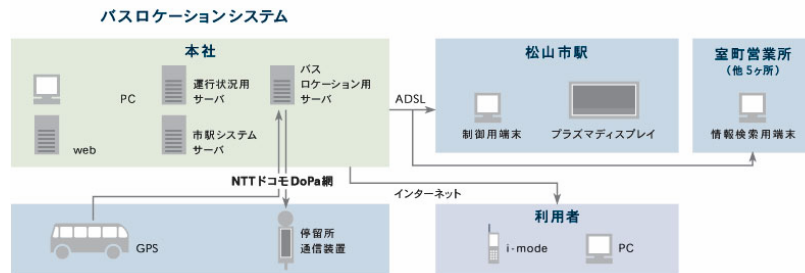 バスロケーションシステム
本社
PC
運行状況用
サーバ
バス
ロケーション用
サーバ
web
市駅システム
サーバ
ADSL
松山市駅
制御用端末
プラズマディスプレイ
室町営業所
(他5ヶ所)
情報検索用端末
NTTドコモDoPa網
インターネット
GPS
停留所
通信装置
利用者
i-mode
PC